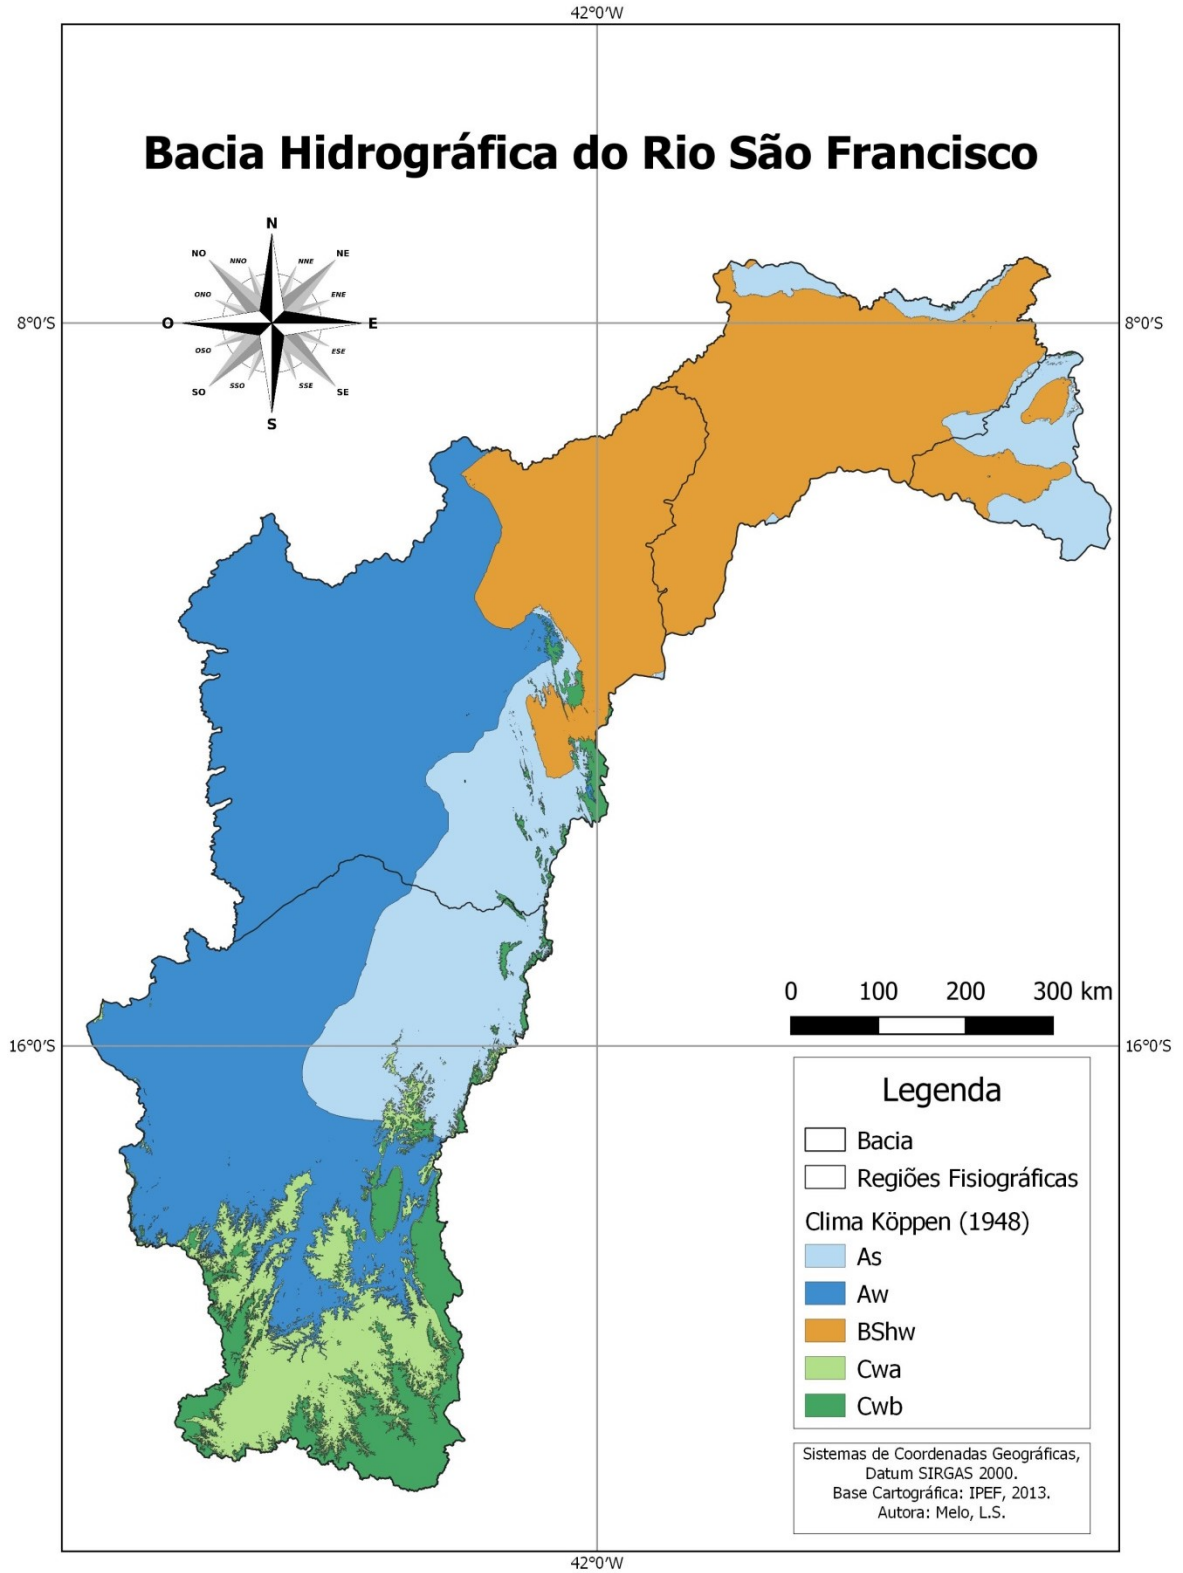 42°0′W
Bacia Hidrográfica do Rio São Francisco
N
NO
NNO
NNE
NE
ONO
ENE
8°0′S
O
E
8°0′S
OSO
ESE
SO
SSO
SSE
SE
S
0 100 200 300 km
16°0′S
16°0′S
Legenda
Bacia
Regiões Fisiográficas
Clima Köppen (1948)
As
Aw
BShw
Cwa
Cwb
Sistemas de Coordenadas Geográficas,
Datum SIRGAS 2000.
Base Cartográfica: IPEF, 2013.
Autora: Melo, L.S.
42°0′W